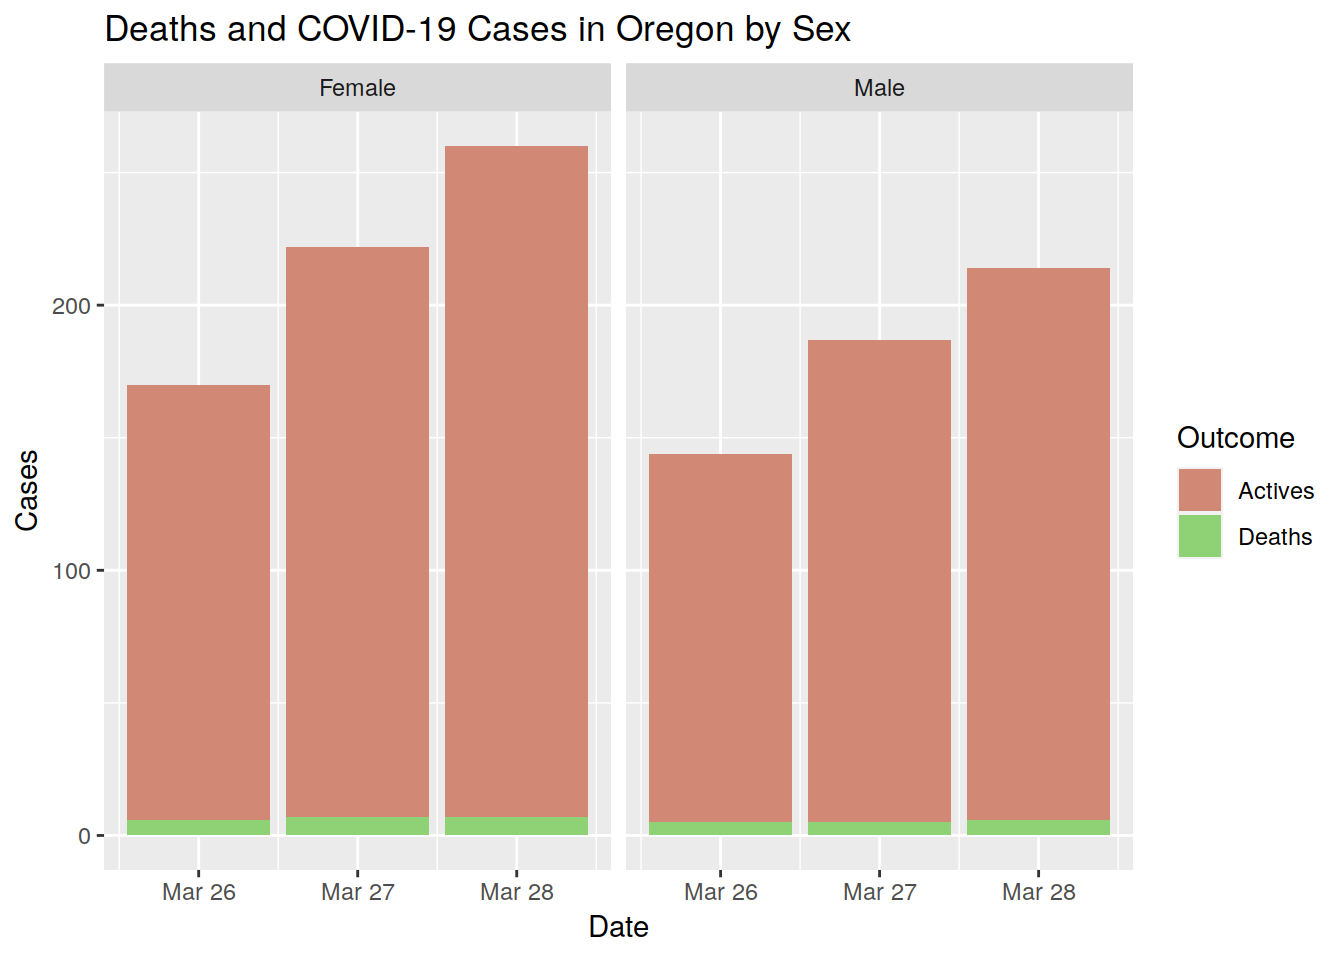 Deaths and COVID-19 Cases in Oregon by Sex
Female
Male
Cases
200
100
0
Mar 26
Mar 27
Mar 28
Mar 26
Mar 27
Mar 28
Date
Outcome
Actives
Deaths